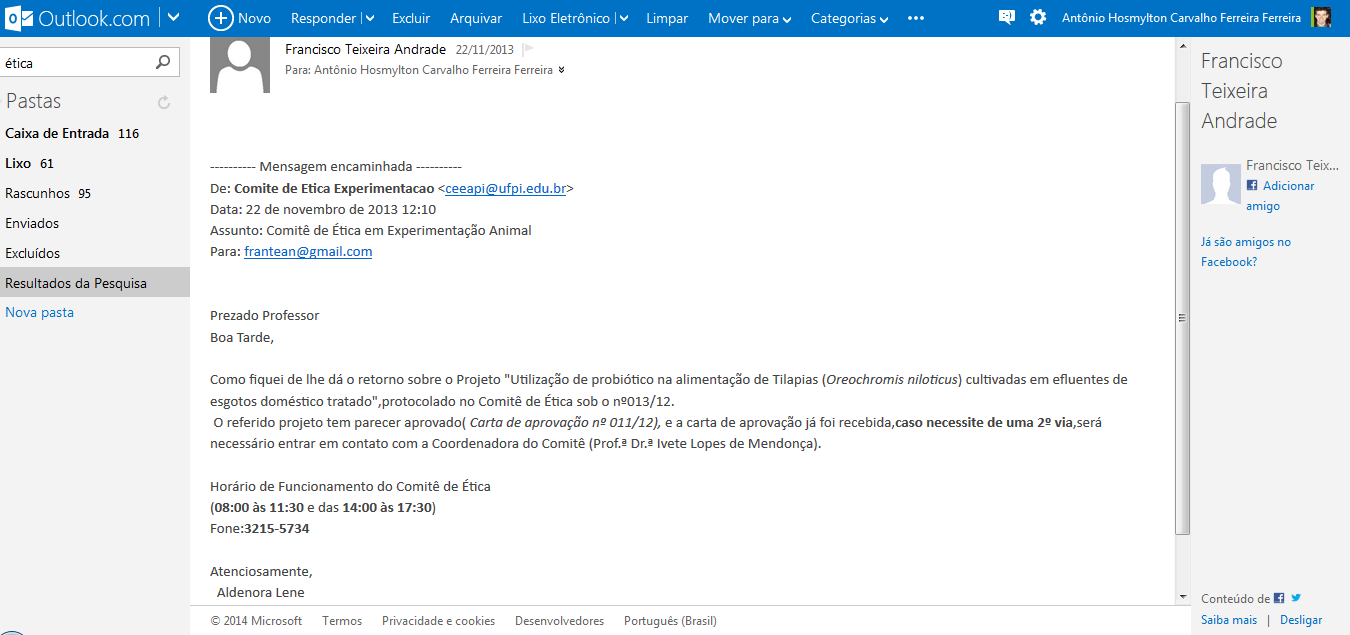 Outlook.com
Novo Responder Excluir Arquivar Lixo Eletrônico Limpar Mover para Categorias ••• Antônio Hosmylton Carvalho Ferreira Ferreira
ética
Pastas
Caixa de Entrada 116
Lixo 61
Rascunhos 95
Enviados
Excluídos
Resultados da Pesquisa
Nova pasta
Francisco Teixeira Andrade 22/11/2013
Para: Antônio Hosmylton Carvalho Ferreira Ferreira
---------- Mensagem encaminhada ----------
De: Comite de Etica Experimentacao <ceeapi@ufpi.edu.br>
Data: 22 de novembro de 2013 12:10
Assunto: Comitê de Ética em Experimentação Animal
Para: frantean@gmail.com
Prezado Professor
Boa Tarde,
Como fiquei de lhe dá o retorno sobre o Projeto "Utilização de probiótico na alimentação de Tilapias (Oreochromis niloticus) cultivadas em efluentes de
esgotos doméstico tratado",protocolado no Comitê de Ética sob o nº013/12.
O referido projeto tem parecer aprovado( Carta de aprovação nº 011/12), e a carta de aprovação já foi recebida,caso necessite de uma 2º via,será
necessário entrar em contato com a Coordenadora do Comitê (Prof.ª Dr.ª Ivete Lopes de Mendonça).
Horário de Funcionamento do Comitê de Ética
(08:00 às 11:30 e das 14:00 às 17:30)
Fone:3215-5734
Atenciosamente,
Aldenora Lene
© 2014 Microsoft Termos Privacidade e cookies Desenvolvedores Português (Brasil)
Francisco
Teixeira
Andrade
Francisco Teix...
Adicionar
amigo
Já são amigos no
Facebook?
Conteúdo de
Saiba mais | Desligar